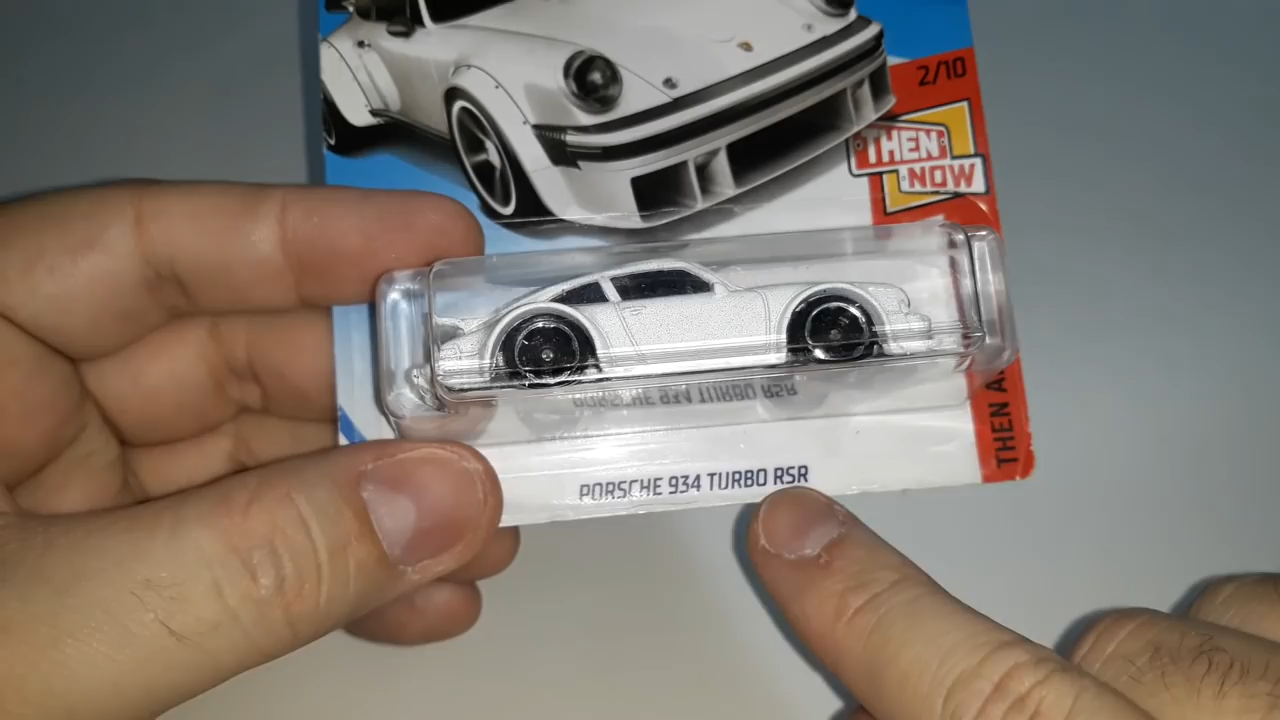 2/10
THEN
NOW
PORSCHE 934 TURBO RSR
PORSCHE 934 TURBO RSR
THEN A